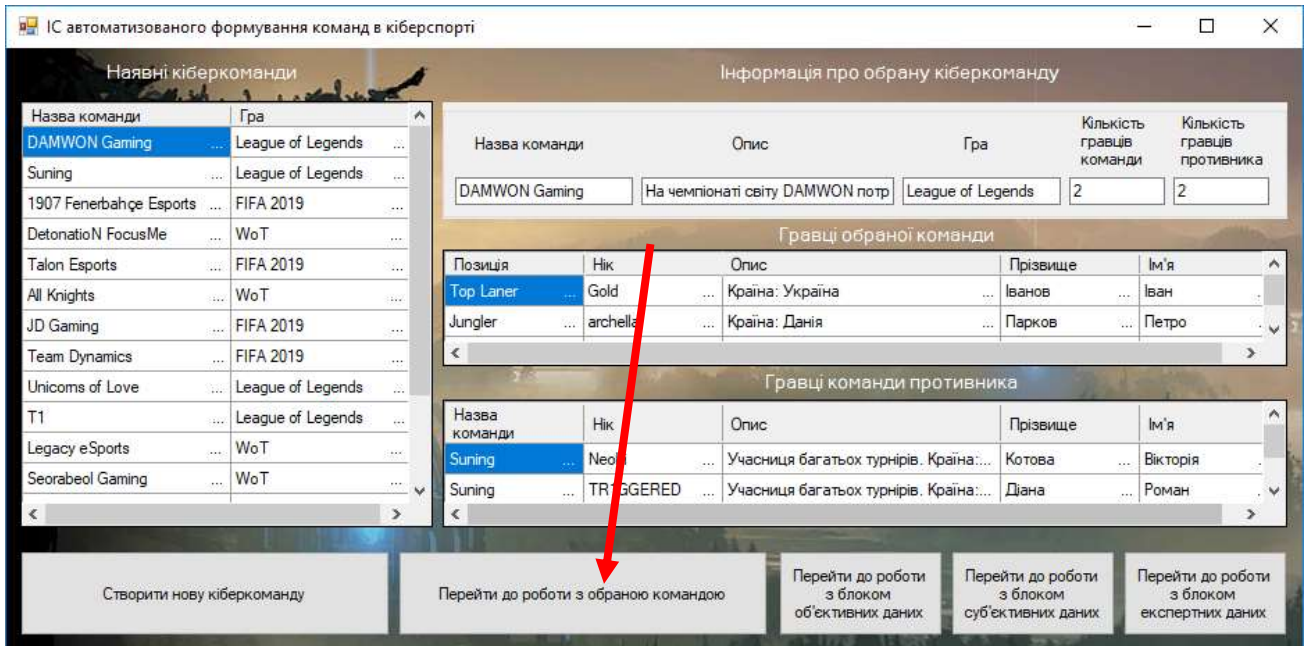 ІС автоматизованого формування команд в кіберспорті
Наявні кіберкоманди
Назва команди Гра
DAMWON Gaming ... League of Legends ...
Suning ... League of Legends ...
1907 Fenerbahçe Esports ... FIFA 2019 ...
DetonatioN FocusMe ... WoT ...
Talon Esports ... FIFA 2019 ...
All Knights ... WoT ...
JD Gaming ... FIFA 2019 ...
Team Dynamics ... FIFA 2019 ...
Unicorns of Love ... League of Legends ...
T1 ... League of Legends ...
Legacy eSports ... WoT ...
Seorabeol Gaming ... WoT ...
Інформація про обрану кіберкоманду
Назва команди Опис Гра Кількість гравців команди Кількість гравців противника
DAMWON Gaming На чемпіонаті світу DAMWON потр League of Legends 2 2
Гравці обраної команди
Позиція Нік Опис Прізвище Ім'я
Top Laner ... Gold ... Країна: Україна ... Іванов ... Іван
Jungler ... archella ... Країна: Данія ... Парков ... Петро
Гравці команди противника
Назва команди Нік Опис Прізвище Ім'я
Suning ... ... Учасниця багатьох турнірів. Країна:... Котова ... Вікторія
Suning ... TR1GGERED ... Учасниця багатьох турнірів. Країна:... Діана ... Роман
Створити нову кіберкоманду
Перейти до роботи з обраною командою
Перейти до роботи
з блоком
об'єктивних даних
Перейти до роботи
з блоком
суб'єктивних даних
Перейти до роботи
з блоком
експертних даних